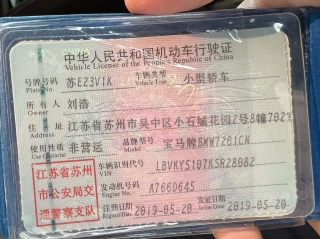 中华人民共和国机动车行驶证
Vehicle License of the People's Republic of China
号牌号码 苏E23V1K 车辆类型 小型轿车
Plate No. Vehicle Type
所有人 刘浩
Owner
住址 江苏省苏州市吴中区小石城花园2号8幢702室
Address
使用性质 非营运 品牌型号 宝马牌BMW7201CN
Use Character Model
江苏省苏州市公安局交通警察支队
车辆识别代号 LBVKY5107KSR28082
VIN
发动机号码 A766D645
Engine No.
注册日期 2019-05-20 发证日期 2019-05-20
Register Date Issue Date